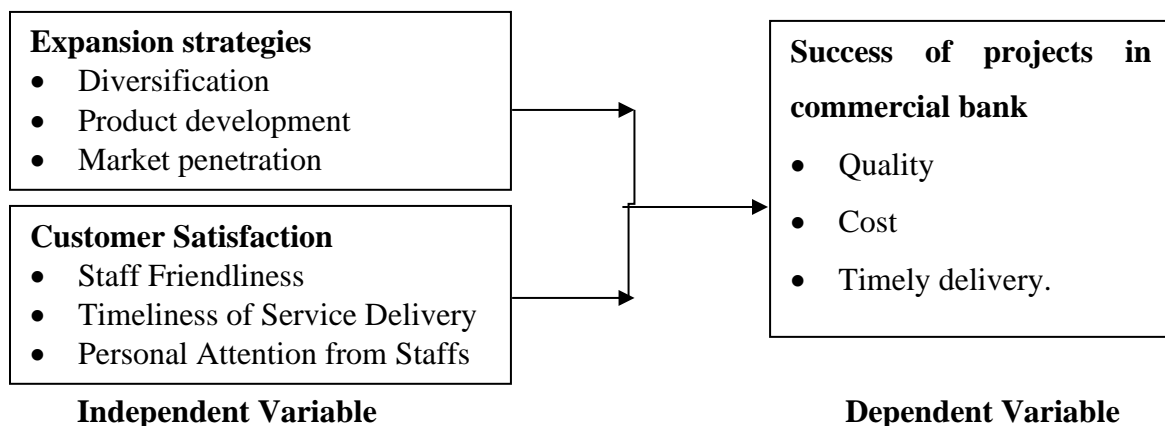 Expansion strategies
• Diversification
• Product development
• Market penetration
Customer Satisfaction
• Staff Friendliness
• Timeliness of Service Delivery
• Personal Attention from Staffs
Independent Variable
Success of projects in
commercial bank
• Quality
• Cost
• Timely delivery.
Dependent Variable